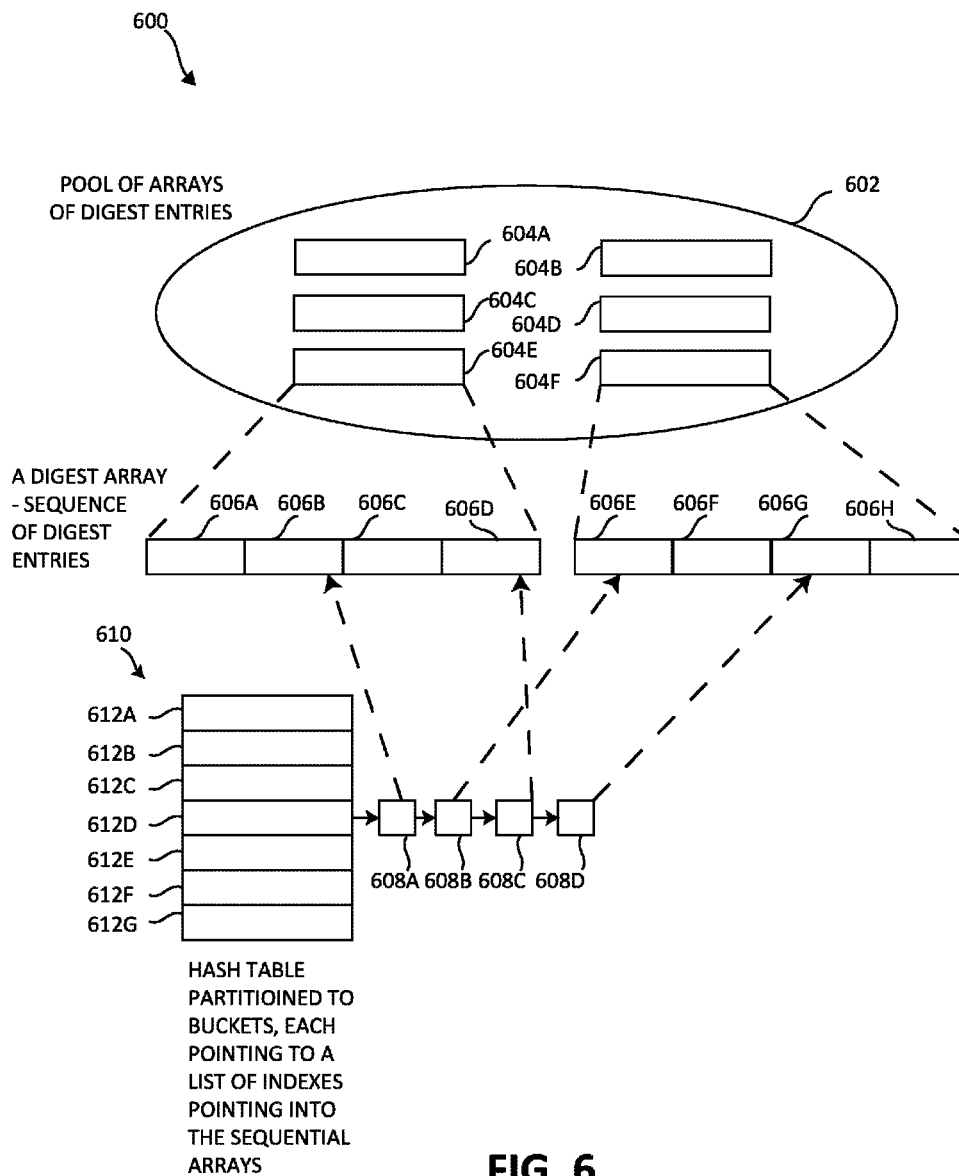 600
POOL OF ARRAYS
OF DIGEST ENTRIES
602
604A
604B
604C
604D
604E
604F
A DIGEST ARRAY
- SEQUENCE
OF DIGEST
ENTRIES
606A
606B
606C
606D
606E
606F
606G
606H
610
612A
612B
612C
612D
612E
612F
612G
608A
608B
608C
608D
HASH TABLE
PARTITIOINED TO
BUCKETS, EACH
POINTING TO A
LIST OF INDEXES
POINTING INTO
THE SEQUENTIAL
ARRAYS
FIG. 6